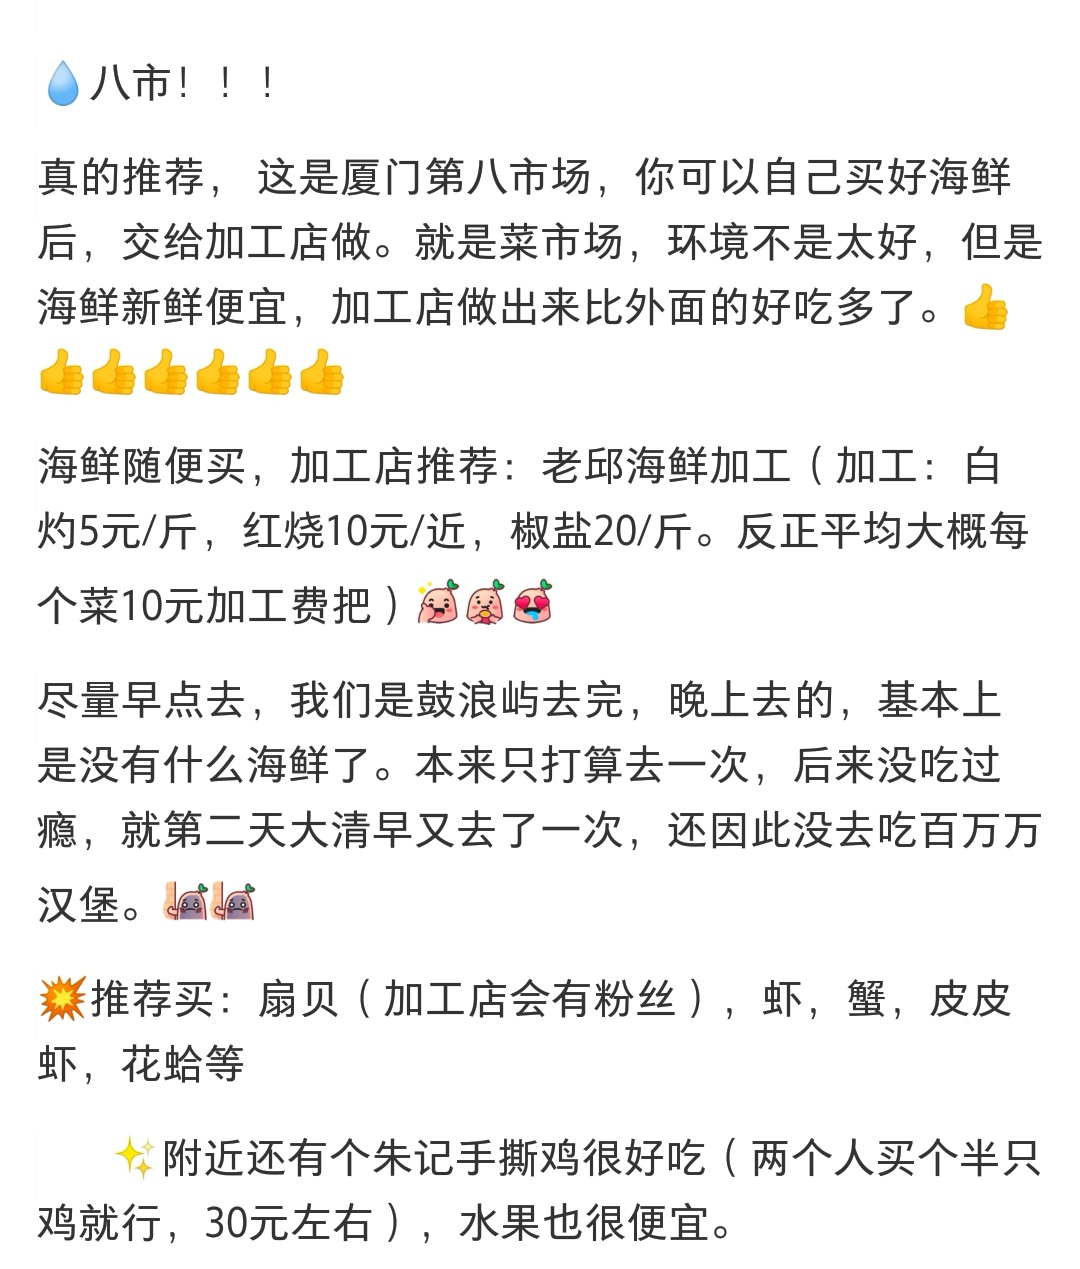 💧八市！！！
真的推荐， 这是厦门第八市场，你可以自己买好海鲜
后，交给加工店做。就是菜市场，环境不是太好，但是
海鲜新鲜便宜，加工店做出来比外面的好吃多了。👍
👍👍👍👍👍👍
海鲜随便买，加工店推荐：老邱海鲜加工（加工：白
灼5元/斤，红烧10元/近，椒盐20/斤。反正平均大概每
个菜10元加工费把）
尽量早点去，我们是鼓浪屿去完，晚上去的，基本上
是没有什么海鲜了。本来只打算去一次，后来没吃过
瘾，就第二天大清早又去了一次，还因此没去吃百万万
汉堡。
💥推荐买：扇贝（加工店会有粉丝），虾，蟹，皮皮
虾，花蛤等
✨附近还有个朱记手撕鸡很好吃（两个人买个半只
鸡就行，30元左右），水果也很便宜。